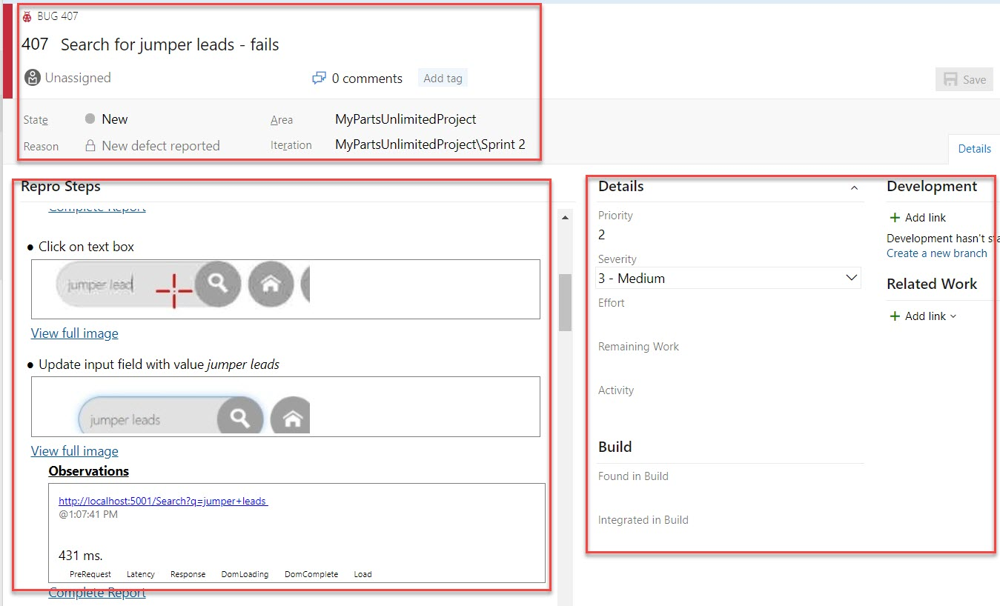 BUG 407
407 Search for jumper leads - fails
Unassigned
0 comments
Add tag
Save
State
New
Area
MyPartsUnlimitedProject
Reason
New defect reported
Iteration
MyPartsUnlimitedProject\Sprint 2
Details
Repro Steps
Complete Report
● Click on text box
jumper lead
View full image
● Update input field with value jumper leads
jumper leads
View full image
Observations
http://localhost:5001/Search?q=jumper+leads
@1:07:41 PM
431 ms.
PreRequest Latency Response DomLoading DomComplete Load
Complete Report
Details
Priority
2
Severity
3 - Medium
Effort
Remaining Work
Activity
Build
Found in Build
Integrated in Build
Development
+ Add link
Development hasn't sta
Create a new branch
Related Work
+ Add link